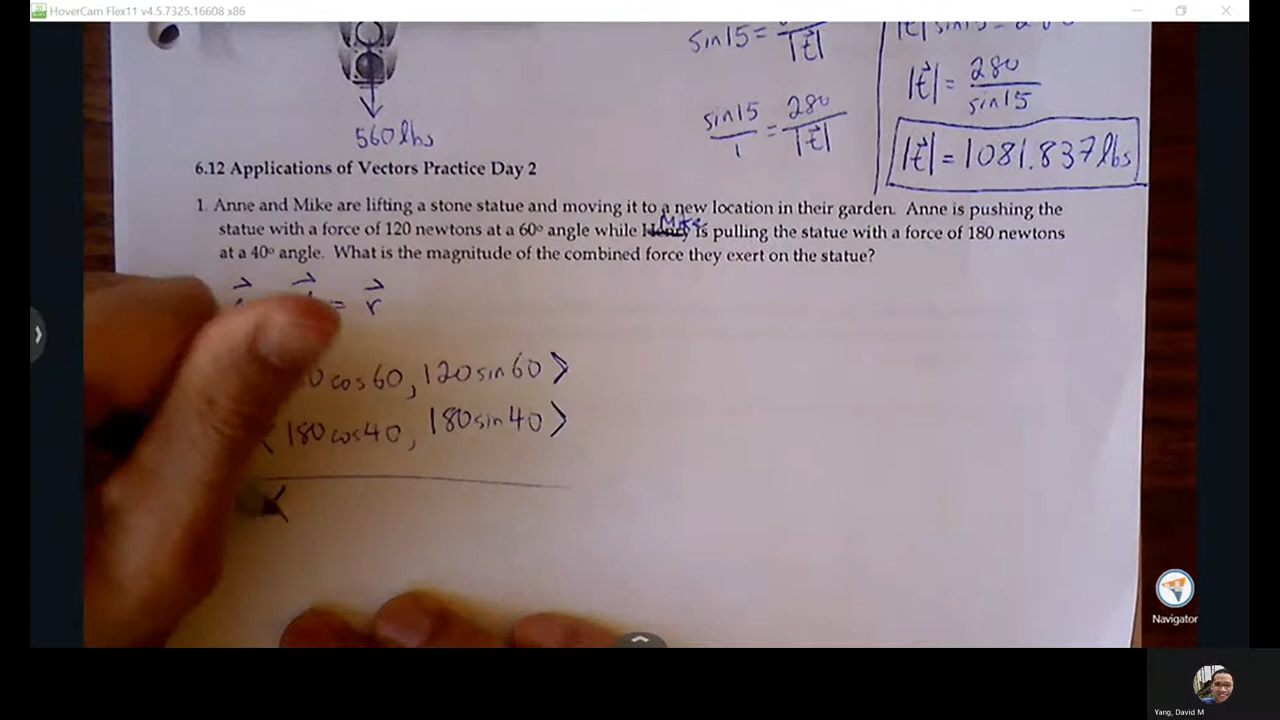 HoverCam Flex11 v4.5.7325.16608 x86
560 lbs
sin15 =
|t|
sin15/1 = 280/|t|
|t| = 280/sin15
|t| = 1081.837 lbs
6.12 Applications of Vectors Practice Day 2
1. Anne and Mike are lifting a stone statue and moving it to a new location in their garden. Anne is pushing the
Mike
statue with a force of 120 newtons at a 60° angle while Henry is pulling the statue with a force of 180 newtons
at a 40° angle. What is the magnitude of the combined force they exert on the statue?
= r
0 cos 60, 120 sin 60 >
< 180 cos 40, 180 sin 40 >
<
Navigator
Yang, David M